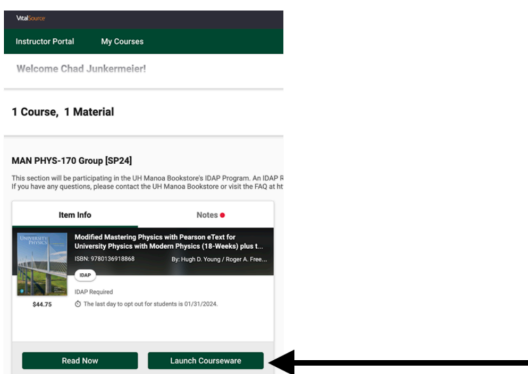 VitalSource
Instructor Portal My Courses
Welcome Chad Junkermeier!
1 Course, 1 Material
MAN PHYS-170 Group [SP24]
This section will be participating in the UH Manoa Bookstore's IDAP Program. An IDAP R
If you have any questions, please contact the UH Manoa Bookstore or visit the FAQ at ht
Item Info Notes
UNIVERSITY PHYSICS
Modified Mastering Physics with Pearson eText for
University Physics with Modern Physics (18-Weeks) plus t...
ISBN: 9780136918868 By: Hugh D. Young / Roger A. Free...
IDAP
IDAP Required
$44.75 The last day to opt out for students is 01/31/2024.
Read Now Launch Courseware